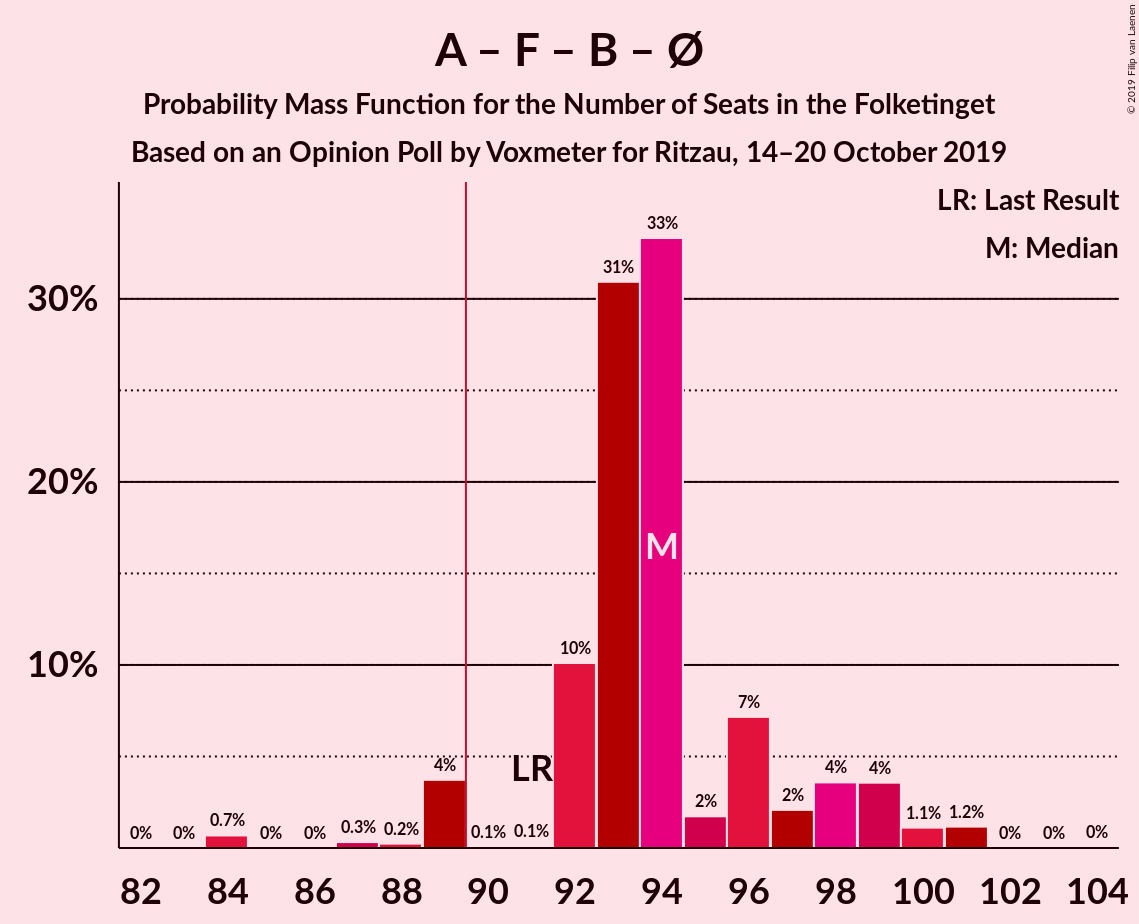 A – F – B – Ø
Probability Mass Function for the Number of Seats in the Folketinget
Based on an Opinion Poll by Voxmeter for Ritzau, 14–20 October 2019
© 2019 Filip van Laenen
LR: Last Result
M: Median
30%
20%
10%
0% 0% 0.7% 0% 0% 0.3% 0.2% 4% 0.1% 0.1% 10% 31% 33% 2% 7% 2% 4% 4% 1.1% 1.2% 0% 0% 0%
LR
M
82 84 86 88 90 92 94 96 98 100 102 104